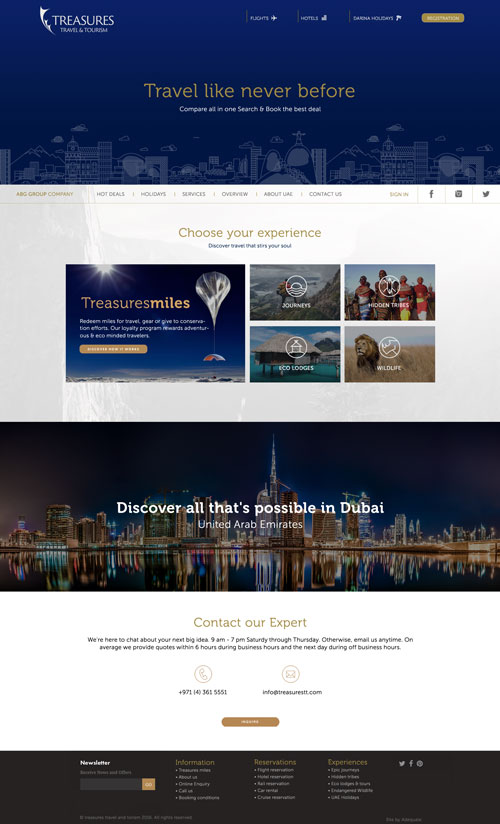 TREASURES
TRAVEL & TOURISM
FLIGHTS
HOTELS
DARINA HOLIDAYS
REGISTRATION
Travel like never before
Compare all in one Search & Book the best deal
ABG GROUP COMPANY
HOT DEALS | HOLIDAYS | SERVICES | OVERVIEW | ABOUT UAE | CONTACT US
SIGN IN
Choose your experience
Discover travel that stirs your soul
Treasuresmiles
Redeem miles for travel, gear or give to conserva-
tion efforts. Our loyalty program rewards adventur-
ous & eco minded travelers.
DISCOVER HOW IT WORKS
JOURNEYS
HIDDEN TRIBES
ECO LODGES
WILDLIFE
Discover all that's possible in Dubai
United Arab Emirates
Contact our Expert
We're here to chat about your next big idea. 9 am - 7 pm Saturdy through Thursday. Otherwise, email us anytime. On
average we provide quotes within 6 hours during business hours and the next day during off business hours.
+971 (4) 361 5551
info@treasurestt.com
INQUIRE
Newsletter
Receive News and Offers
GO
Information
• Treasures miles
• About us
• Online Enquiry
• Call us
• Booking conditions
Reservations
• Flight reservation
• Hotel reservation
• Rail reservation
• Car rental
• Cruise reservation
Experiences
• Epic journeys
• Hidden tribes
• Eco lodges & tours
• Endangered Wildlife
• UAE Holidays
© treasures travel and torism 2016. All rights reserved.
Site by